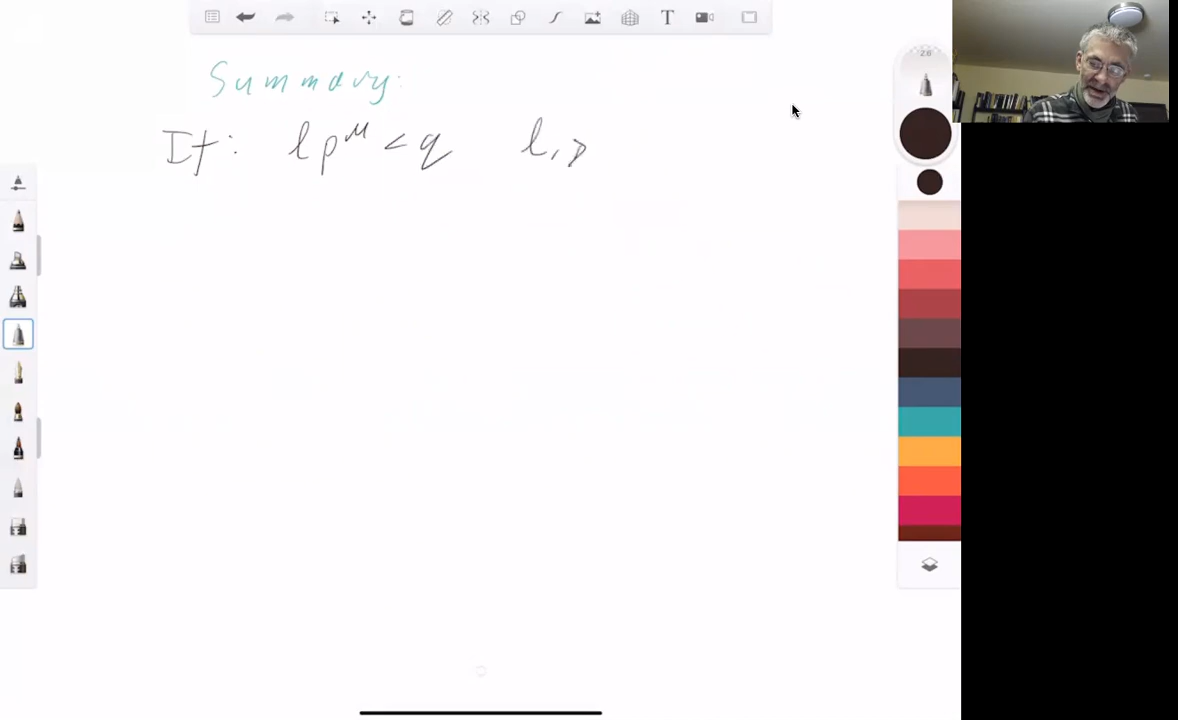 Summary:
If: lp^μ < q l, p